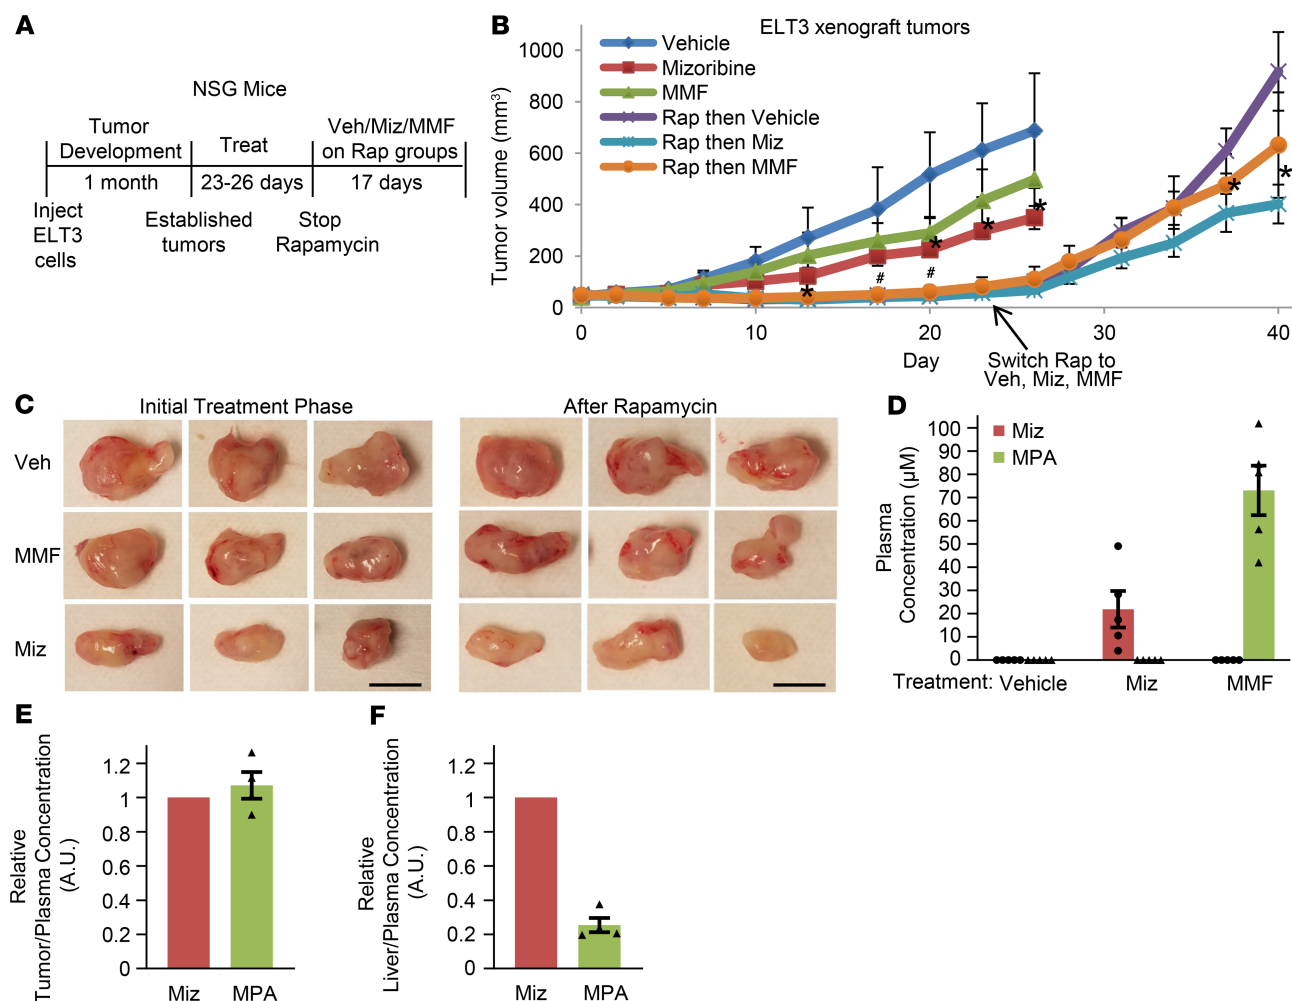 A
NSG Mice
Tumor
Development
Treat
Veh/Miz/MMF
on Rap groups
1 month
23-26 days
17 days
Inject
ELT3
cells
Established
tumors
Stop
Rapamycin
B
ELT3 xenograft tumors
Tumor volume (mm³)
1000
800
600
400
200
0
Vehicle
Mizoribine
MMF
Rap then Vehicle
Rap then Miz
Rap then MMF
*
*
*
*
*
*
#
#
0
10
20
30
40
Day
Switch Rap to
Veh, Miz, MMF
C
Initial Treatment Phase
After Rapamycin
Veh
MMF
Miz
D
Plasma
Concentration (µM)
100
90
80
70
60
50
40
30
20
10
0
Miz
MPA
Treatment: Vehicle
Miz
MMF
E
Relative
Tumor/Plasma Concentration
(A.U.)
1.2
1
0.8
0.6
0.4
0.2
0
Miz
MPA
F
Relative
Liver/Plasma Concentration
(A.U.)
1.2
1
0.8
0.6
0.4
0.2
0
Miz
MPA